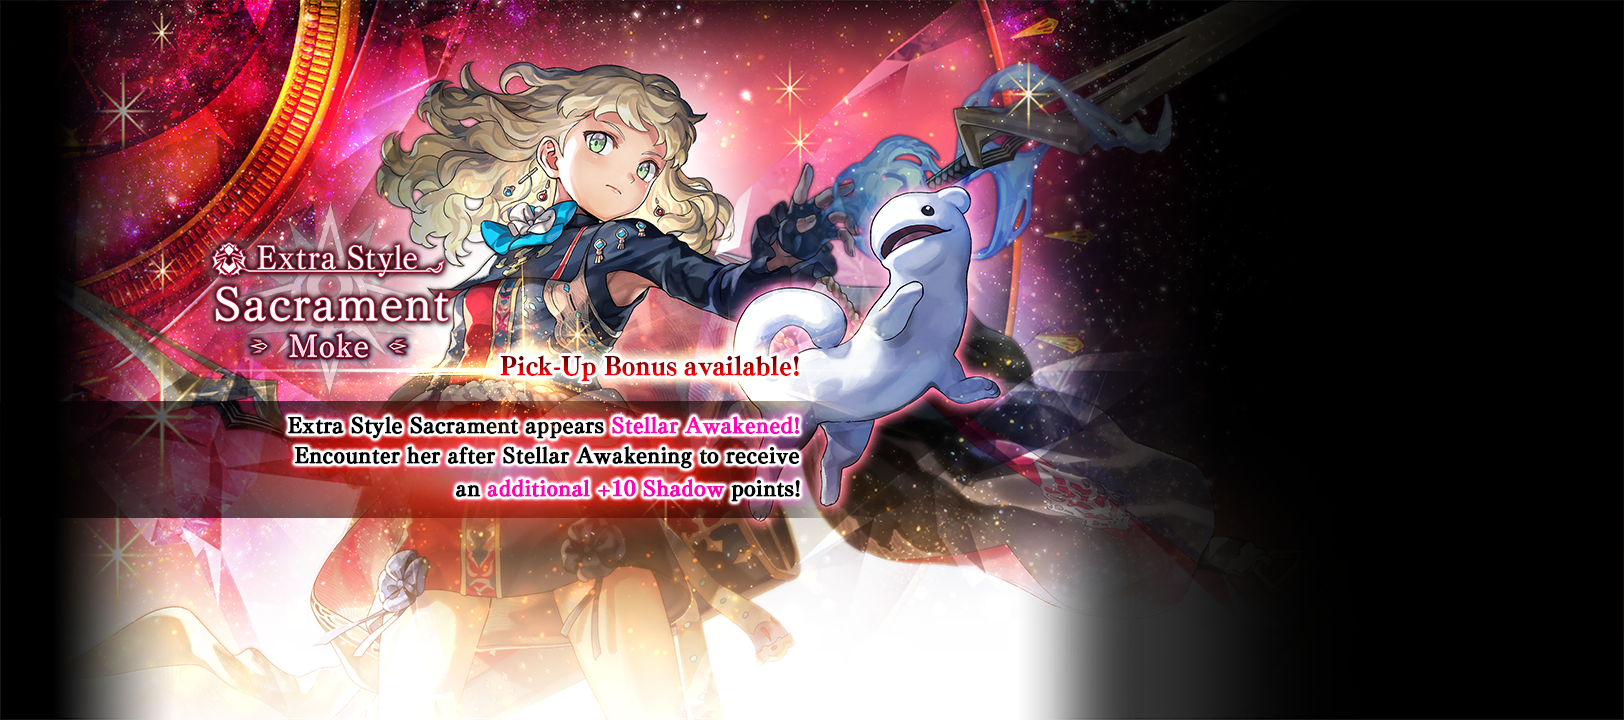 Extra Style
Sacrament
Moke
Pick-Up Bonus available!
Extra Style Sacrament appears Stellar Awakened!
Encounter her after Stellar Awakening to receive
an additional +10 Shadow points!